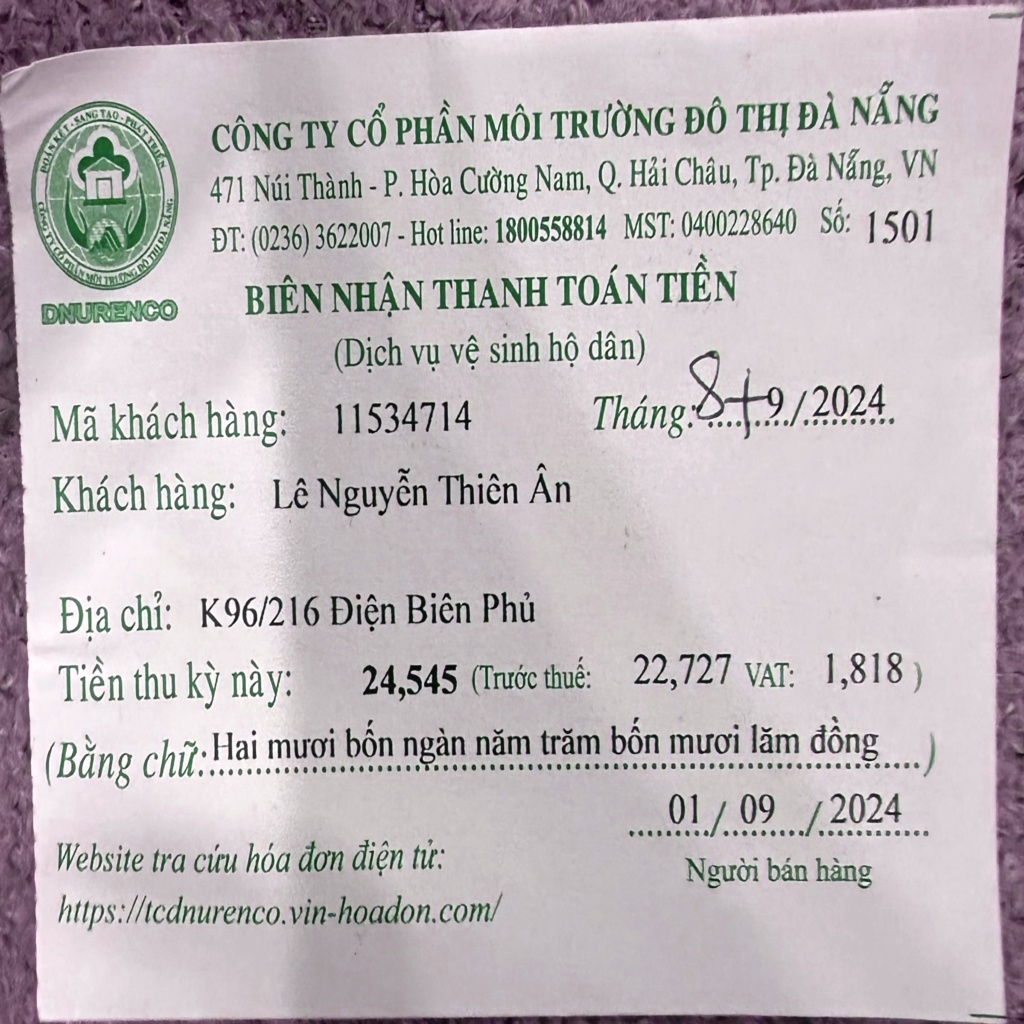 ĐOÀN KẾT - SÁNG TẠO - PHÁT TRIỂN
CÔNG TY CỔ PHẦN MÔI TRƯỜNG ĐÔ THỊ ĐÀ NẴNG
DNURENCO
CÔNG TY CỔ PHẦN MÔI TRƯỜNG ĐÔ THỊ ĐÀ NẴNG
471 Núi Thành - P. Hòa Cường Nam, Q. Hải Châu, Tp. Đà Nẵng, VN
ĐT: (0236) 3622007 - Hot line: 1800558814 MST: 0400228640 Số: 1501
BIÊN NHẬN THANH TOÁN TIỀN
(Dịch vụ vệ sinh hộ dân)
Mã khách hàng: 11534714 Tháng: 8+9/2024
Khách hàng: Lê Nguyễn Thiên Ân
Địa chỉ: K96/216 Điện Biên Phủ
Tiền thu kỳ này: 24,545 (Trước thuế: 22,727 VAT: 1,818 )
(Bằng chữ: Hai mươi bốn ngàn năm trăm bốn mươi lăm đồng )
01 / 09 / 2024
Người bán hàng
Website tra cứu hóa đơn điện tử:
https://tcdnurenco.vin-hoadon.com/